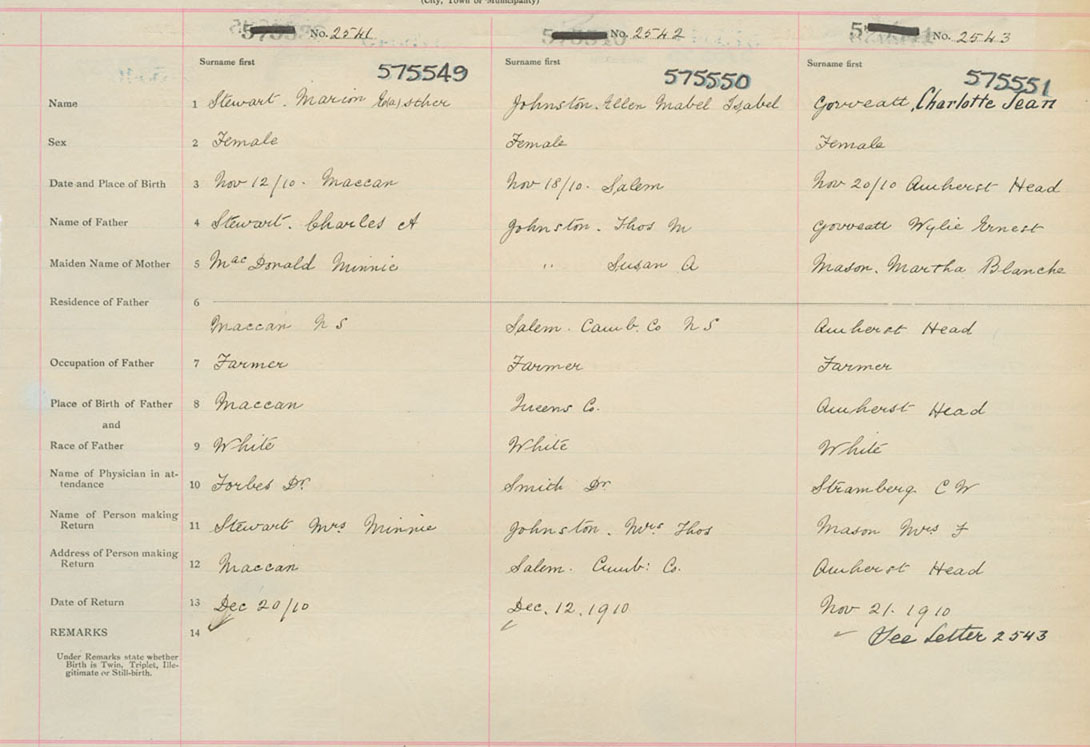 (City, Town or Municipality)
No. 2541 No. 2542 No. 2543
Surname first Surname first Surname first
575549 575550 575551
Name 1 Stewart. Marion Johnston. Allen Mabel Isabel Charlotte Jean
Sex 2 Female Female Female
Date and Place of Birth 3 Nov 12/10. Maccan Nov 18/10. Salem Nov 20/10 Amherst Head
Name of Father 4 Stewart. Charles A Johnston. Thos M Wylie Ernest
Maiden Name of Mother 5 MacDonald Minnie " Susan A Mason. Martha Blanche
Residence of Father 6
Maccan N S Salem. Cumb. Co N S Amherst Head
Occupation of Father 7 Farmer Farmer Farmer
Place of Birth of Father 8 Maccan Queens Co. Amherst Head
and
Race of Father 9 White White White
Name of Physician in at-
tendance 10 Forbes Dr. Smith Dr Stramberg C W
Name of Person making
Return 11 Stewart Mrs Minnie Johnston. Mrs Thos Mason Mrs F
Address of Person making
Return 12 Maccan Salem. Cumb: Co. Amherst Head
Date of Return 13 Dec 20/10 Dec. 12. 1910 Nov 21. 1910
REMARKS 14 See Letter 2543
Under Remarks state whether
Birth is Twin, Triplet, Ille-
gitimate or Still-birth.